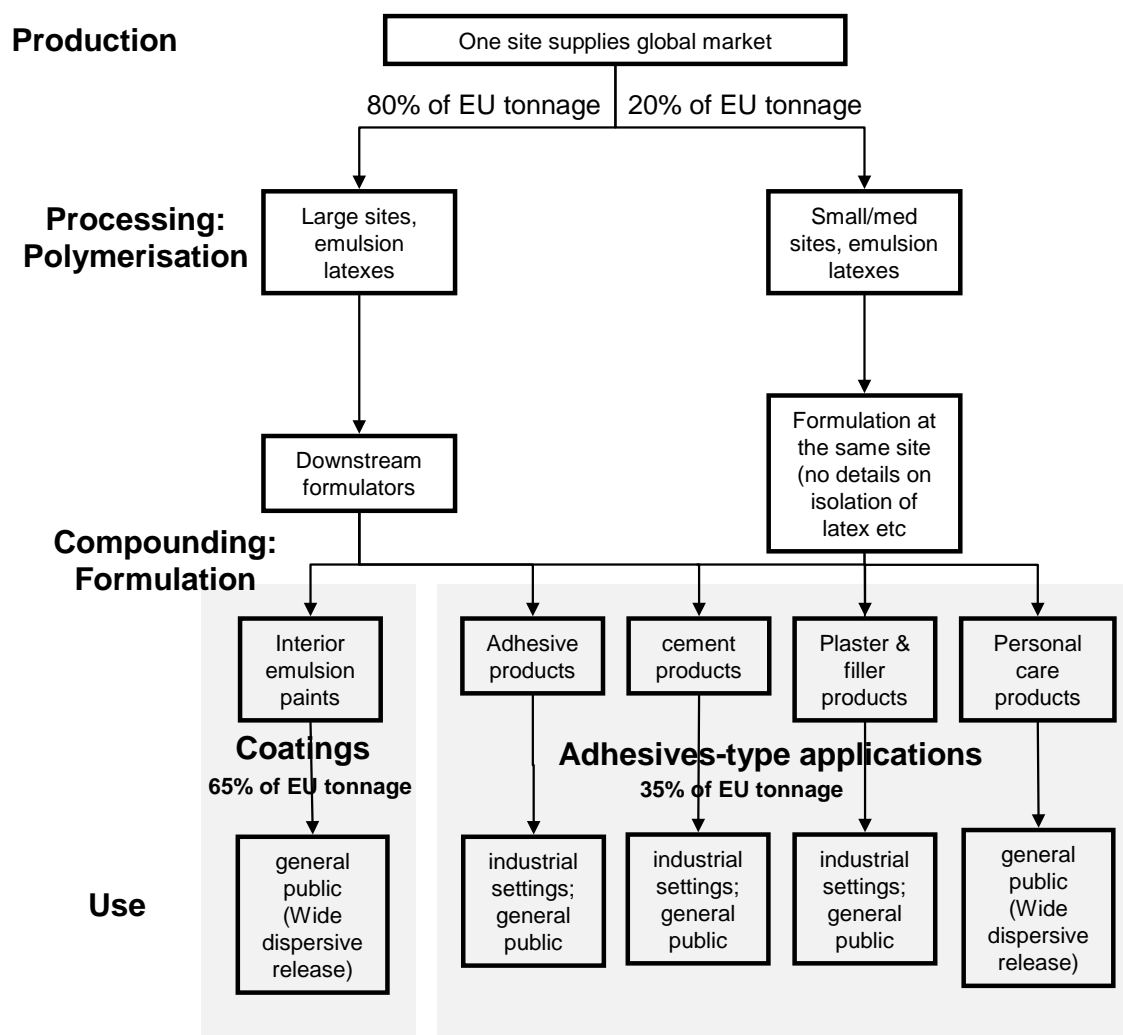 Production
One site supplies global market
80% of EU tonnage
20% of EU tonnage
Processing:
Polymerisation
Large sites,
emulsion
latexes
Small/med
sites, emulsion
latexes
Downstream
formulators
Formulation at
the same site
(no details on
isolation of
latex etc
Compounding:
Formulation
Interior
emulsion
paints
Adhesive
products
cement
products
Plaster &
filler
products
Personal
care
products
Coatings
65% of EU tonnage
Adhesives-type applications
35% of EU tonnage
Use
general
public
(Wide
dispersive
release)
industrial
settings;
general
public
industrial
settings;
general
public
industrial
settings;
general
public
general
public
(Wide
dispersive
release)